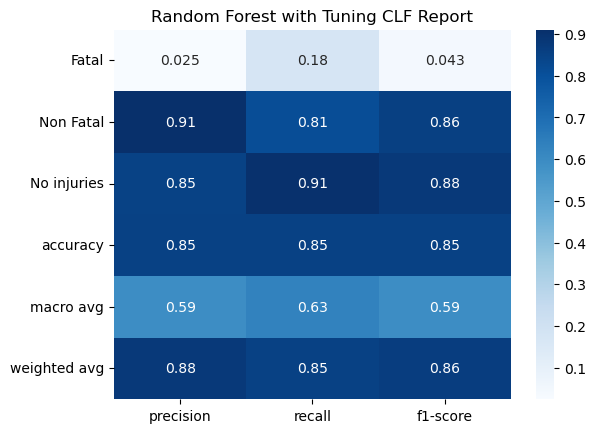 Random Forest with Tuning CLF Report
Fatal 0.025 0.18 0.043
Non Fatal 0.91 0.81 0.86
No injuries 0.85 0.91 0.88
accuracy 0.85 0.85 0.85
macro avg 0.59 0.63 0.59
weighted avg 0.88 0.85 0.86
precision recall f1-score
0.9
0.8
0.7
0.6
0.5
0.4
0.3
0.2
0.1